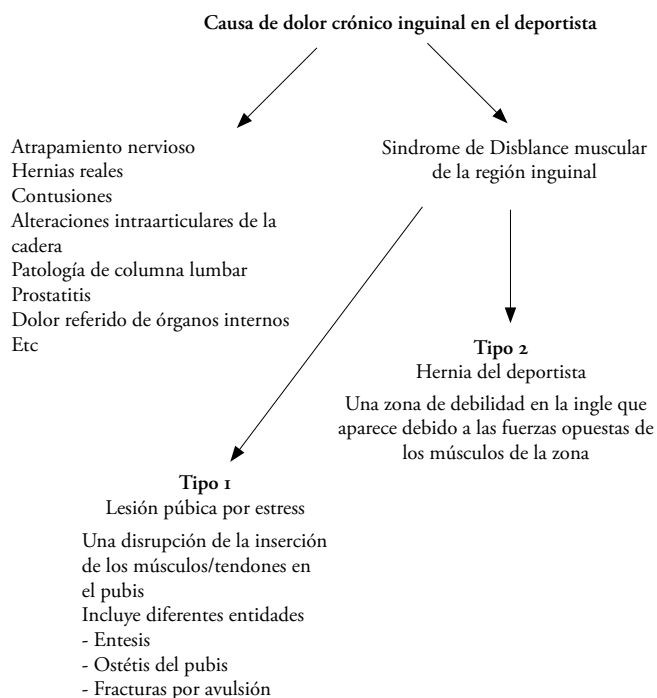 Causa de dolor crónico inguinal en el deportista
Atrapamiento nervioso
Hernias reales
Contusiones
Alteraciones intraarticulares de la
cadera
Patología de columna lumbar
Prostatitis
Dolor referido de órganos internos
Etc
Sindrome de Disblance muscular
de la región inguinal
Tipo 2
Hernia del deportista
Una zona de debilidad en la ingle que
aparece debido a las fuerzas opuestas de
los músculos de la zona
Tipo 1
Lesión púbica por estress
Una disrupción de la inserción
de los músculos/tendones en
el pubis
Incluye diferentes entidades
- Entesis
- Ostétis del pubis
- Fracturas por avulsión